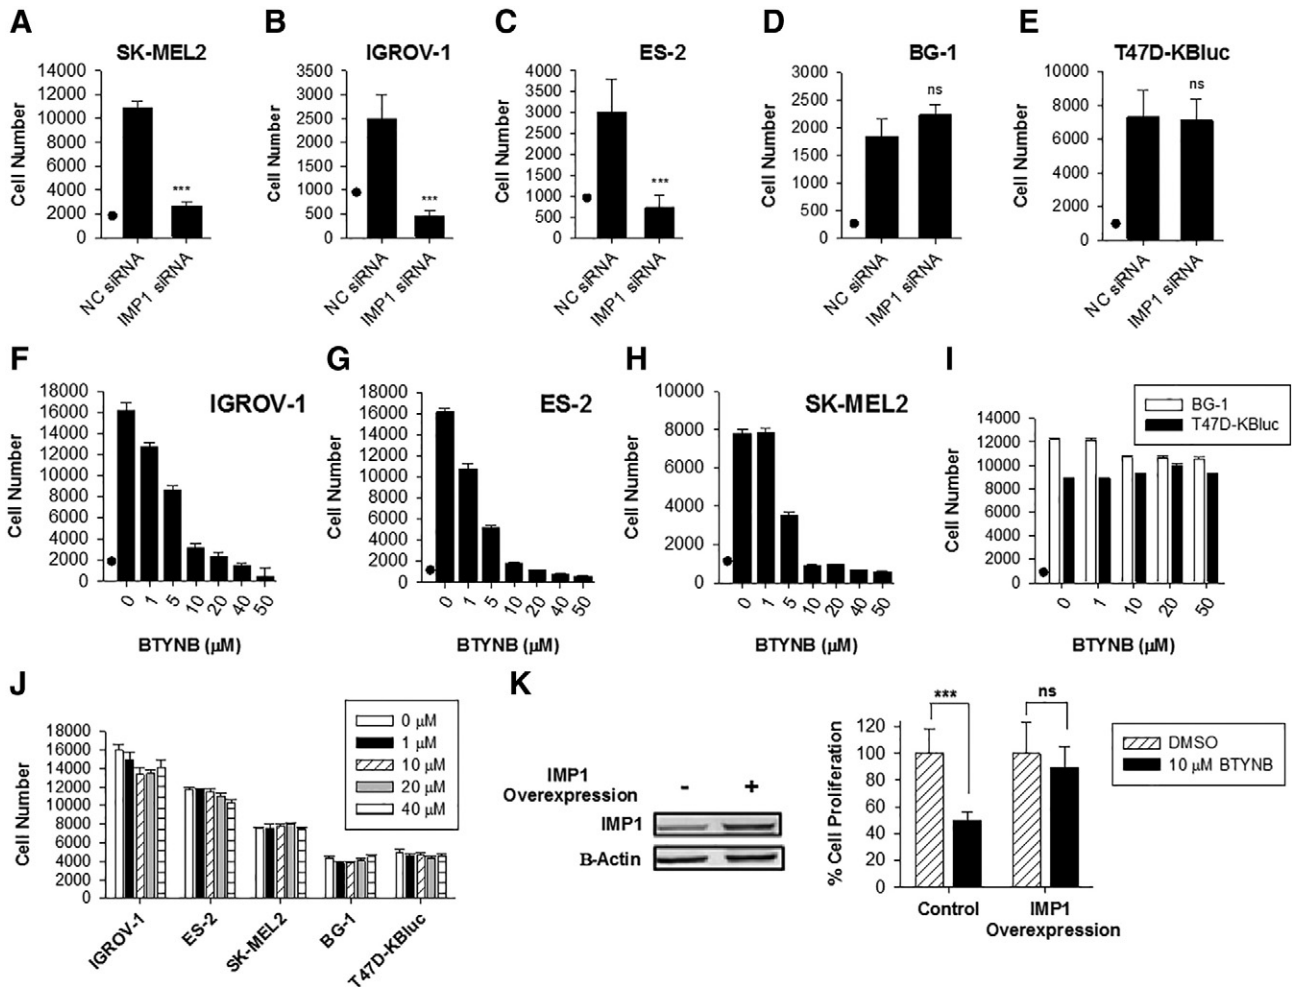 A
SK-MEL2
14000
12000
10000
8000
6000
4000
2000
0
Cell Number
***
NC siRNA
IMP1 siRNA
B
IGROV-1
3500
3000
2500
2000
1500
1000
500
0
Cell Number
***
NC siRNA
IMP1 siRNA
C
ES-2
4000
3500
3000
2500
2000
1500
1000
500
0
Cell Number
***
NC siRNA
IMP1 siRNA
D
BG-1
3000
2500
2000
1500
1000
500
0
Cell Number
ns
NC siRNA
IMP1 siRNA
E
T47D-KBluc
10000
8000
6000
4000
2000
0
Cell Number
ns
NC siRNA
IMP1 siRNA
F
IGROV-1
18000
16000
14000
12000
10000
8000
6000
4000
2000
0
Cell Number
0 1 5 10 20 40 50
BTYNB (µM)
G
ES-2
18000
16000
14000
12000
10000
8000
6000
4000
2000
0
Cell Number
0 1 5 10 20 40 50
BTYNB (µM)
H
SK-MEL2
10000
8000
6000
4000
2000
0
Cell Number
0 1 5 10 20 40 50
BTYNB (µM)
I
BG-1
T47D-KBluc
14000
12000
10000
8000
6000
4000
2000
0
Cell Number
0 1 10 20 50
BTYNB (µM)
J
0 µM
1 µM
10 µM
20 µM
40 µM
18000
16000
14000
12000
10000
8000
6000
4000
2000
0
Cell Number
IGROV-1
ES-2
SK-MEL2
BG-1
T47D-KBluc
K
IMP1
Overexpression
- +
IMP1
B-Actin
*** ns
120
100
80
60
40
20
0
% Cell Proliferation
DMSO
10 µM BTYNB
Control
IMP1
Overexpression